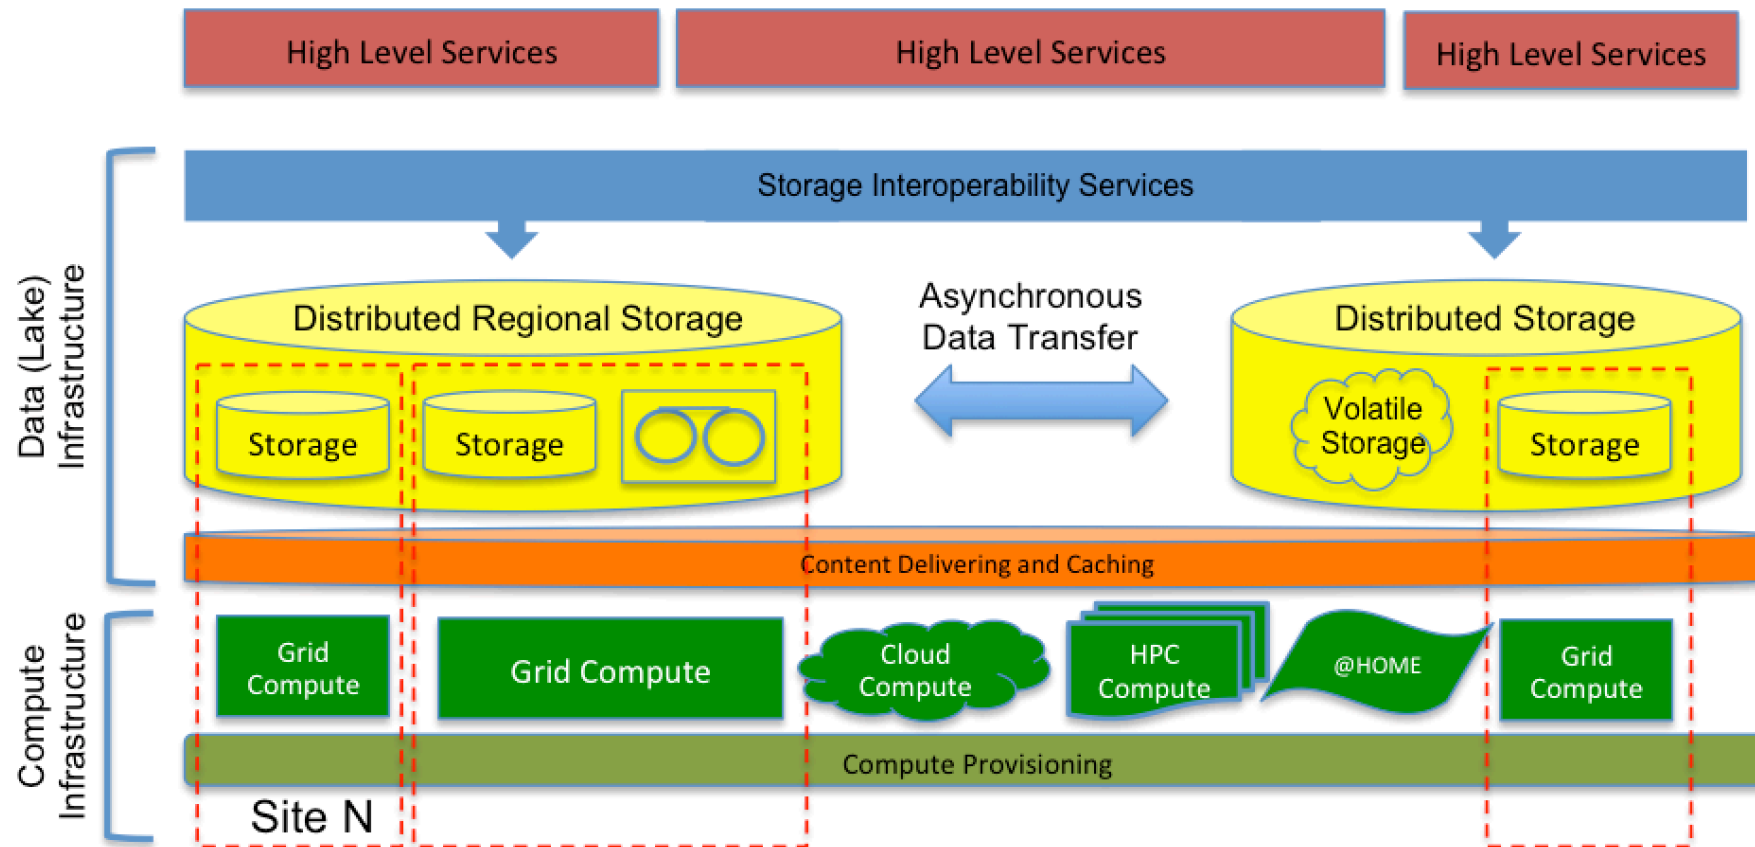 High Level Services
High Level Services
High Level Services
Storage Interoperability Services
Data (Lake)
Infrastructure
Distributed Regional Storage
Asynchronous
Data Transfer
Distributed Storage
Storage
Storage
Volatile
Storage
Storage
Content Delivering and Caching
Compute
Infrastructure
Grid
Compute
Grid Compute
Cloud
Compute
HPC
Compute
@HOME
Grid
Compute
Compute Provisioning
Site N